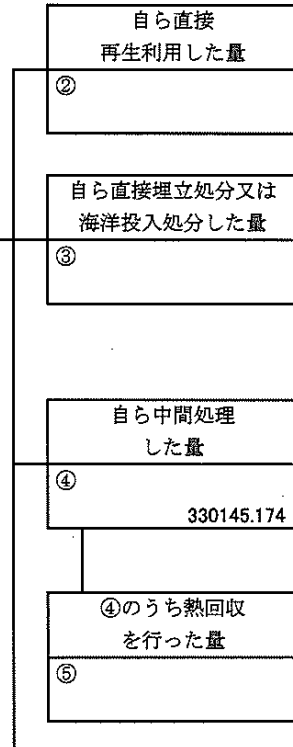 自ら直接
再生利用した量
②
自ら直接埋立処分又は
海洋投入処分した量
③
自ら中間処理
した量
④
330145.174
④のうち熱回収
を行った量
⑤